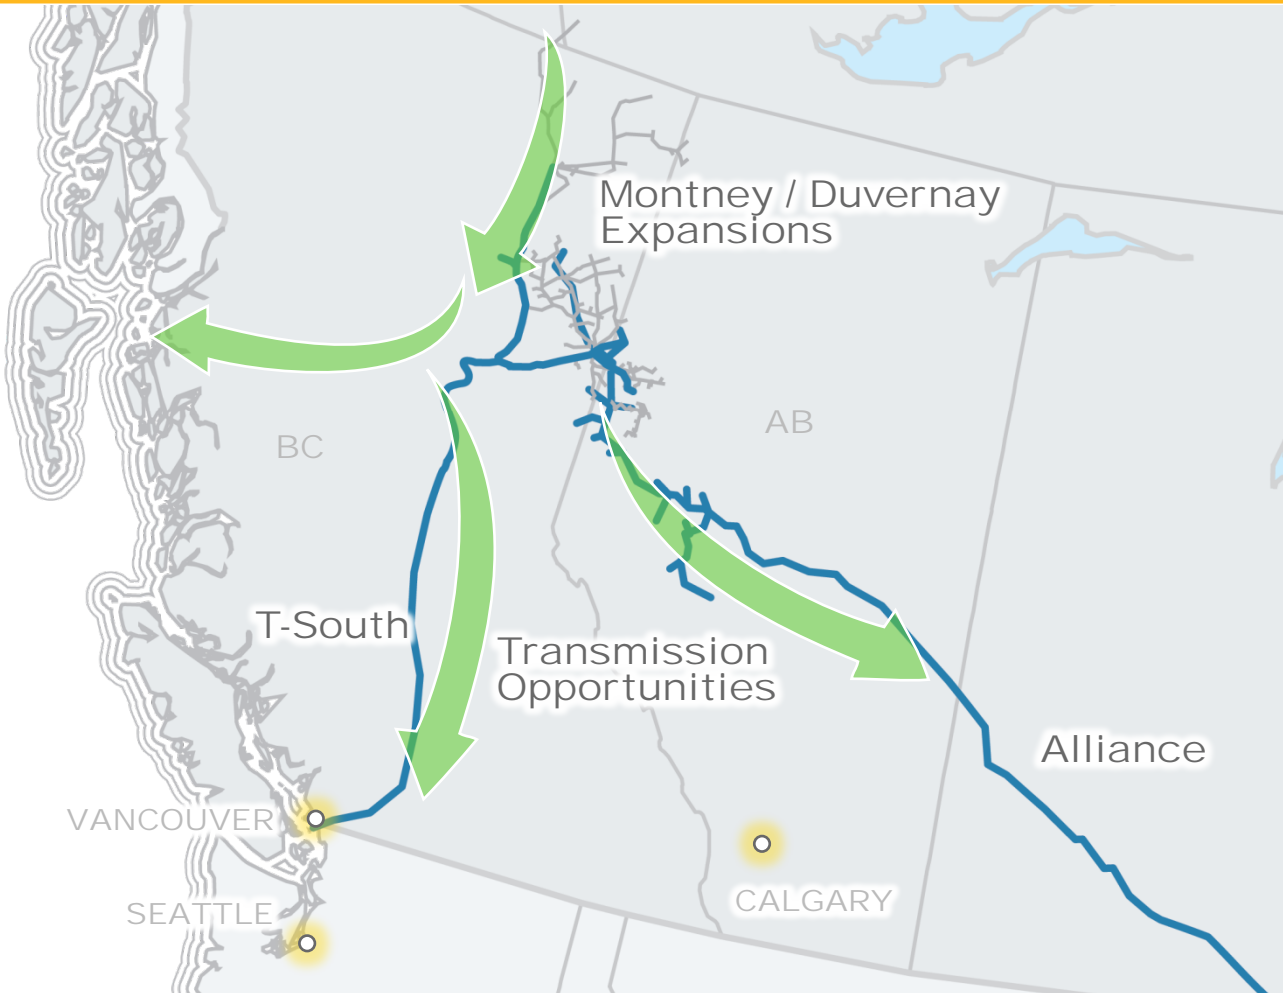 Montney / Duvernay
Expansions
BC
AB
T-South
Transmission
Opportunities
Alliance
VANCOUVER
CALGARY
SEATTLE